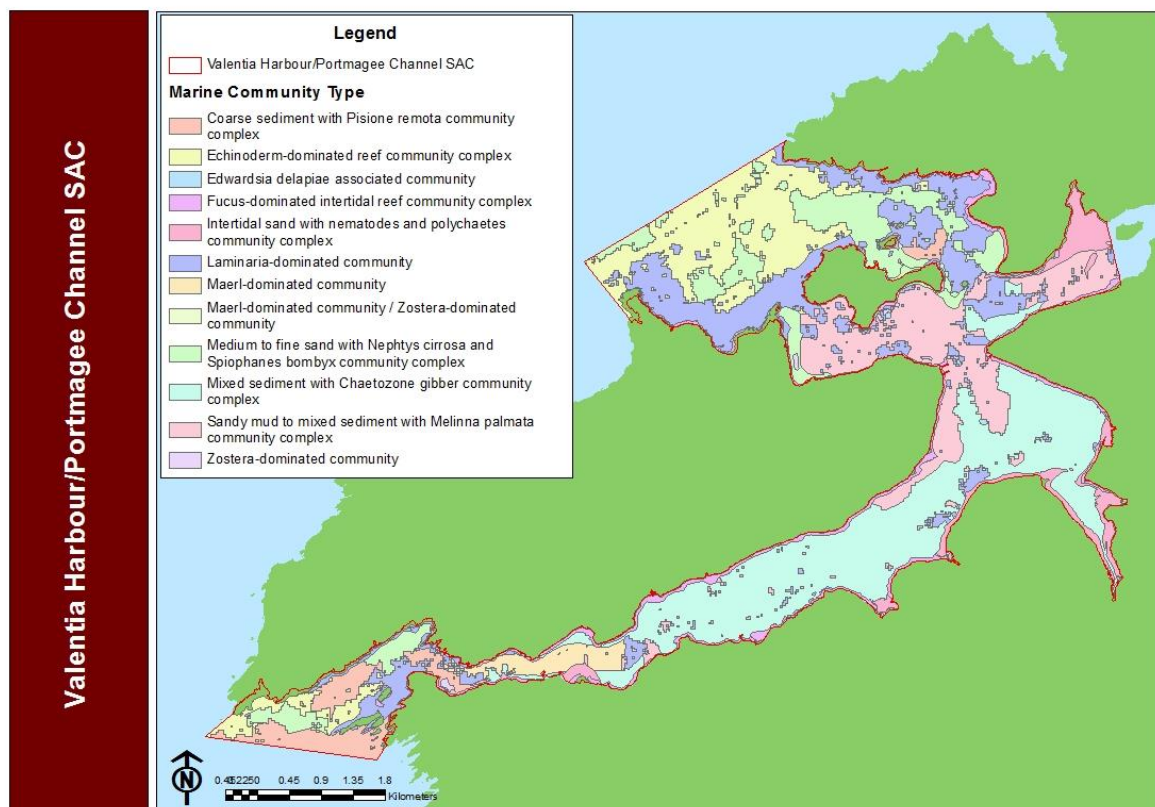 Valentia Harbour/Portmagee Channel SAC
Legend
Valentia Harbour/Portmagee Channel SAC
Marine Community Type
Coarse sediment with Pisione remota community
complex
Echinoderm-dominated reef community complex
Edwardsia delapiae associated community
Fucus-dominated intertidal reef community complex
Intertidal sand with nematodes and polychaetes
community complex
Laminaria-dominated community
Maerl-dominated community
Maerl-dominated community / Zostera-dominated
community
Medium to fine sand with Nephtys cirrosa and
Spiophanes bombyx community complex
Mixed sediment with Chaetozone gibber community
complex
Sandy mud to mixed sediment with Melinna palmata
community complex
Zostera-dominated community
N
0.45 0.9 1.35 1.8
Kilometers